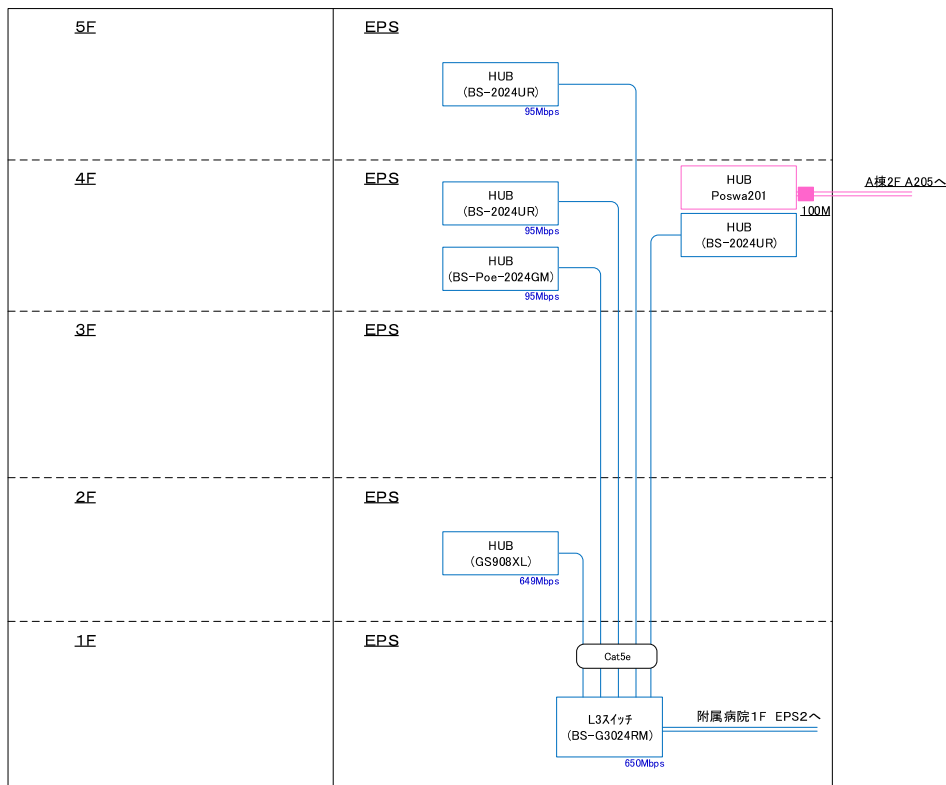 5F
EPS
HUB
(BS-2024UR)
95Mbps
4F
EPS
HUB
Poswa201
A棟2F A205へ
100M
HUB
(BS-2024UR)
95Mbps
HUB
(BS-2024UR)
HUB
(BS-Poe-2024GM)
95Mbps
3F
EPS
2F
EPS
HUB
(GS908XL)
649Mbps
1F
EPS
Cat5e
L3スイッチ
(BS-G3024RM)
650Mbps
附属病院1F EPS2へ